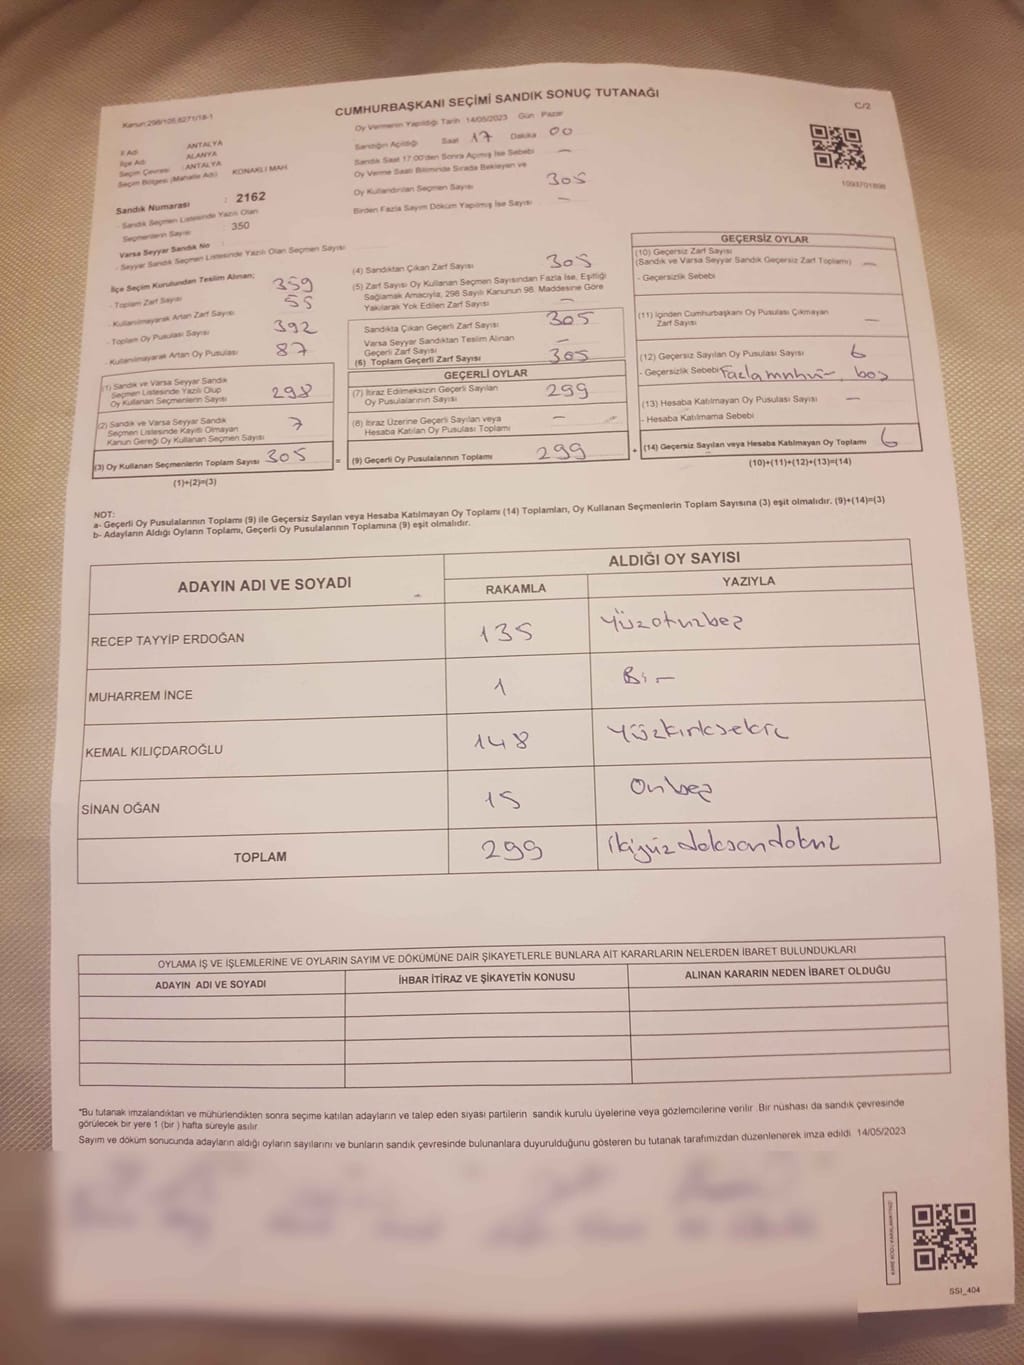 CUMHURBAŞKANI SEÇİMİ SANDIK SONUÇ TUTANAĞI
C/2
Kanun:298/105,6271/18-1
İl Adı : ANTALYA
İlçe Adı : ALANYA
Seçim Çevresi : ANTALYA
Seçim Bölgesi (Mahalle Adı) : KONAKLI MAH.
Sandık Numarası : 2162
- Sandık Seçmen Listesinde Yazılı Olan
Seçmenlerin Sayısı : 350
Varsa Seyyar Sandık No
- Seyyar Sandık Seçmen Listesinde Yazılı Olan Seçmen Sayısı:
İlçe Seçim Kurulundan Teslim Alınan;
- Toplam Zarf Sayısı 359
- Kullanılmayarak Artan Zarf Sayısı 55
- Toplam Oy Pusulası Sayısı 392
- Kullanılmayarak Artan Oy Pusulası 87
(1) Sandık ve Varsa Seyyar Sandık
Seçmen Listesinde Yazılı Olup
Oy Kullanan Seçmenlerin Sayısı 298
(2) Sandık ve Varsa Seyyar Sandık
Seçmen Listesinde Kayıtlı Olmayan
Kanun Gereği Oy Kullanan Seçmen Sayısı 7
(3) Oy Kullanan Seçmenlerin Toplam Sayısı 305
(1)+(2)=(3)
Oy Vermenin Yapıldığı Tarih 14/05/2023 Gün : Pazar
Sandığın Açıldığı Saat 17 Dakika 00
Sandık Saat 17:00'den Sonra Açılmış İse Sebebi —
Oy Verme Saati Bitiminde Sırada Bekleyen ve
Oy Kullandırılan Seçmen Sayısı 305
Birden Fazla Sayım Döküm Yapılmış İse Sayısı —
(4) Sandıktan Çıkan Zarf Sayısı 305
(5) Zarf Sayısı Oy Kullanan Seçmen Sayısından Fazla İse, Eşitliği
Sağlamak Amacıyla, 298 Sayılı Kanunun 98. Maddesine Göre
Yakılarak Yok Edilen Zarf Sayısı —
Sandıkta Çıkan Geçerli Zarf Sayısı 305
Varsa Seyyar Sandıktan Teslim Alınan
Geçerli Zarf Sayısı —
(6) Toplam Geçerli Zarf Sayısı 305
GEÇERLİ OYLAR
(7) İtiraz Edilmeksizin Geçerli Sayılan
Oy Pusulalarının Sayısı 299
(8) İtiraz Üzerine Geçerli Sayılan veya
Hesaba Katılan Oy Pusulası Toplamı —
= (9) Geçerli Oy Pusulalarının Toplamı 299
1093701898
GEÇERSİZ OYLAR
(10) Geçersiz Zarf Sayısı
(Sandık ve Varsa Seyyar Sandık Geçersiz Zarf Toplamı) —
- Geçersizlik Sebebi
(11) İçinden Cumhurbaşkanı Oy Pusulası Çıkmayan
Zarf Sayısı —
(12) Geçersiz Sayılan Oy Pusulası Sayısı 6
- Geçersizlik Sebebi Fazla mühür, boş
(13) Hesaba Katılmayan Oy Pusulası Sayısı —
- Hesaba Katılmama Sebebi
+ (14) Geçersiz Sayılan veya Hesaba Katılmayan Oy Toplamı 6
(10)+(11)+(12)+(13)=(14)
NOT:
a- Geçerli Oy Pusulalarının Toplamı (9) ile Geçersiz Sayılan veya Hesaba Katılmayan Oy Toplamı (14) Toplamları, Oy Kullanan Seçmenlerin Toplam Sayısına (3) eşit olmalıdır. (9)+(14)=(3)
b- Adayların Aldığı Oyların Toplamı, Geçerli Oy Pusulalarının Toplamına (9) eşit olmalıdır.
ADAYIN ADI VE SOYADI
ALDIĞI OY SAYISI
RAKAMLA YAZIYLA
RECEP TAYYİP ERDOĞAN 135 Yüzotuzbeş
MUHARREM İNCE 1 Bir
KEMAL KILIÇDAROĞLU 148 Yüzkırksekiz
SİNAN OĞAN 15 Onbeş
TOPLAM 299 İkiyüzdoksandokuz
OYLAMA İŞ VE İŞLEMLERİNE VE OYLARIN SAYIM VE DÖKÜMÜNE DAİR ŞİKAYETLERLE BUNLARA AİT KARARLARIN NELERDEN İBARET BULUNDUKLARI
ADAYIN ADI VE SOYADI İHBAR İTİRAZ VE ŞİKAYETİN KONUSU ALINAN KARARIN NEDEN İBARET OLDUĞU
*Bu tutanak imzalandıktan ve mühürlendikten sonra seçime katılan adayların ve talep eden siyasi partilerin sandık kurulu üyelerine veya gözlemcilerine verilir. Bir nüshası da sandık çevresinde
görülecek bir yere 1 (bir ) hafta süreyle asılır.
Sayım ve döküm sonucunda adayların aldığı oyların sayılarını ve bunların sandık çevresinde bulunanlara duyurulduğunu gösteren bu tutanak tarafımızdan düzenlenerek imza edildi. 14/05/2023
SSI_404